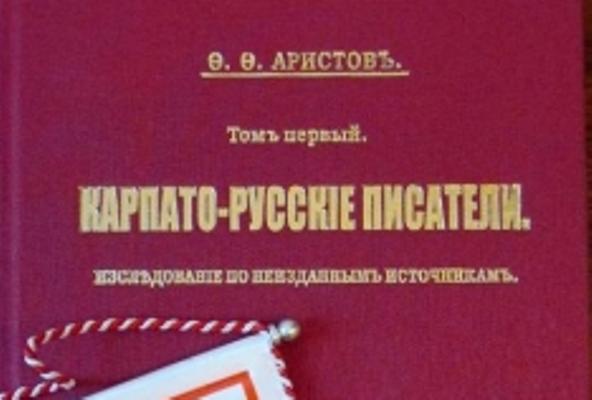 Ѳ. Ѳ. АРИСТОВЪ.
Томъ первый.
КАРПАТО-РУССКІЕ ПИСАТЕЛИ.
ИЗСЛѢДОВАНІЕ ПО НЕИЗДАННЫМЪ ИСТОЧНИКАМЪ.